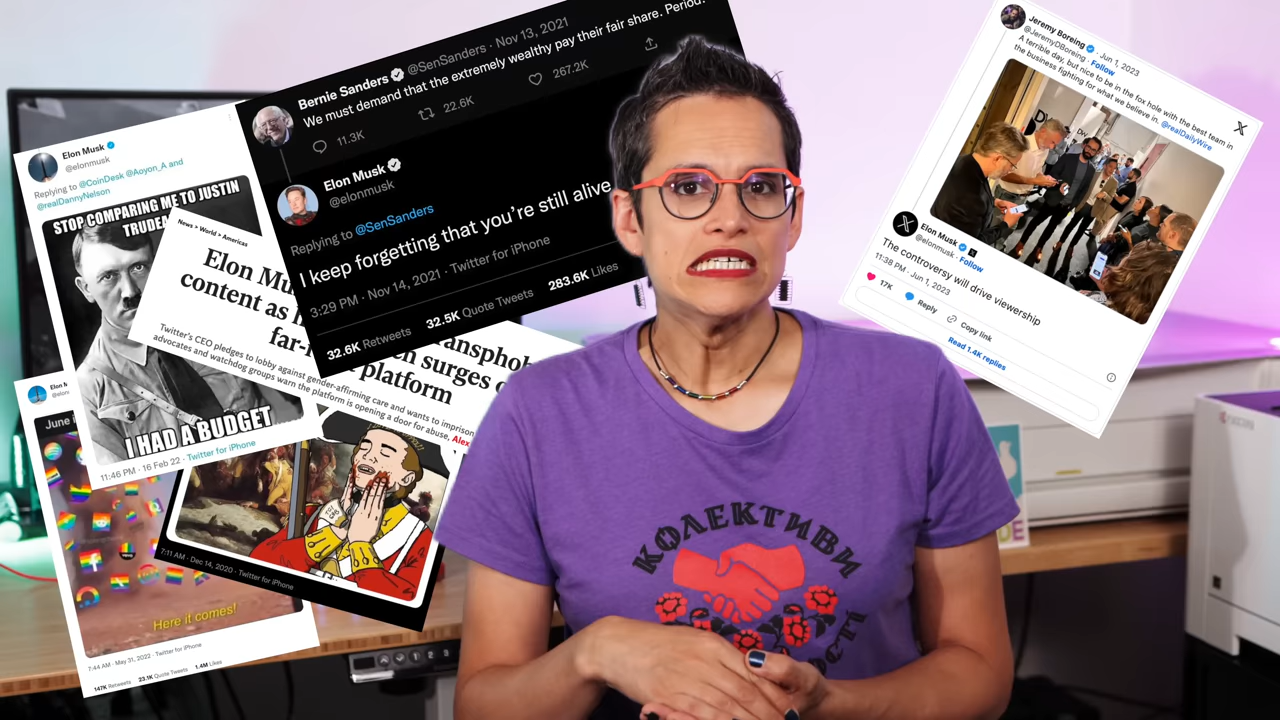 Elon Musk
@elonmusk
Replying to @CoinDesk @Aoyon_A and
@realDannyNelson
STOP COMPARING ME TO JUSTIN
I HAD A BUDGET
11:46 PM · 16 Feb 22 · Twitter for iPhone
News > World > Americas
Elon
content as
Twitter's CEO pledges to lobby against gender-affirming care and wants to imprison
advocates and watchdog groups warn the platform is opening a door for abuse,
surges
platform
Bernie Sanders @SenSanders · Nov 13, 2021
We must demand that the extremely wealthy pay their fair share. Period.
11.3K
22.6K
267.2K
Elon Musk
@elonmusk
Replying to @SenSanders
I keep forgetting that you're still alive
3:29 PM · Nov 14, 2021 · Twitter for iPhone
32.6K Retweets 32.5K Quote Tweets 283.6K Likes
June
Here it comes!
7:44 AM · May 31, 2022 · Twitter for iPhone
147K Retweets 23.1K Quote Tweets 1.4M Likes
7:11 AM · Dec 14, 2020 · Twitter for iPhone
Jeremy Boreing
@JeremyDBoreing · Jun 1, 2023
Follow
A terrible day, but nice to be in the fox hole with the best team in
the business fighting for what we believe in. @realDailyWire
Elon Musk
@elonmusk · Follow
The controversy will drive viewership
11:38 PM · Jun 1, 2023
17K Reply Copy link
Read 1.4K replies
КОЛЕКТИВИ